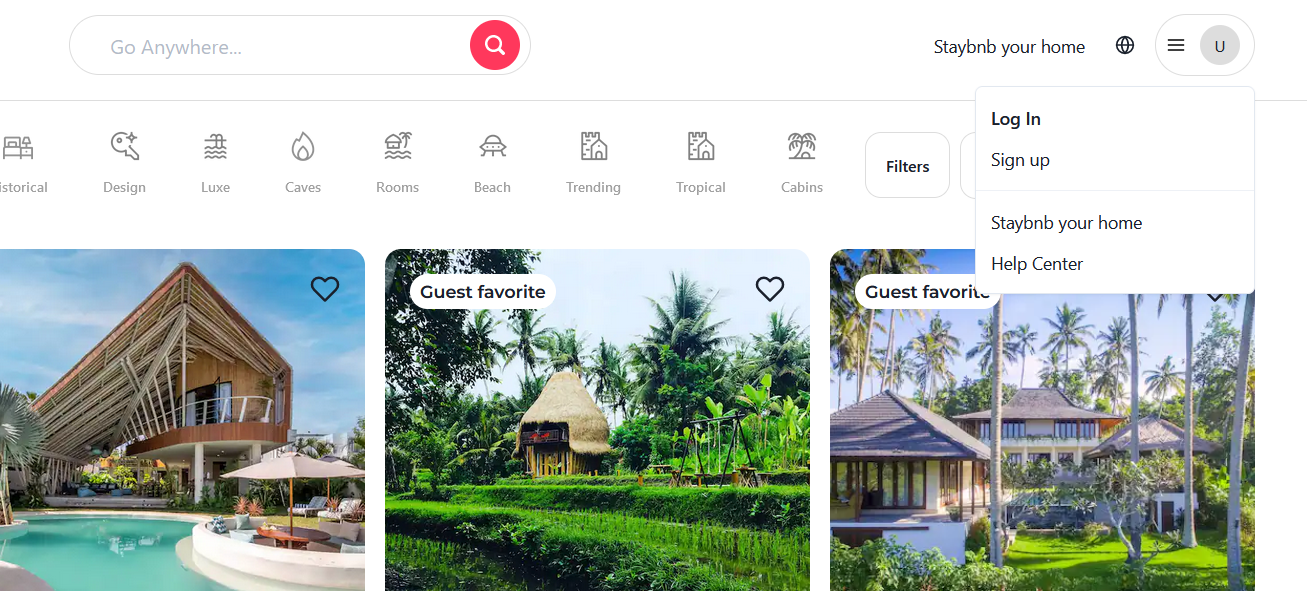 Go Anywhere...
Staybnb your home
U
Log In
Sign up
Staybnb your home
Help Center
istorical
Design
Luxe
Caves
Rooms
Beach
Trending
Tropical
Cabins
Filters
Guest favorite
Guest favorite